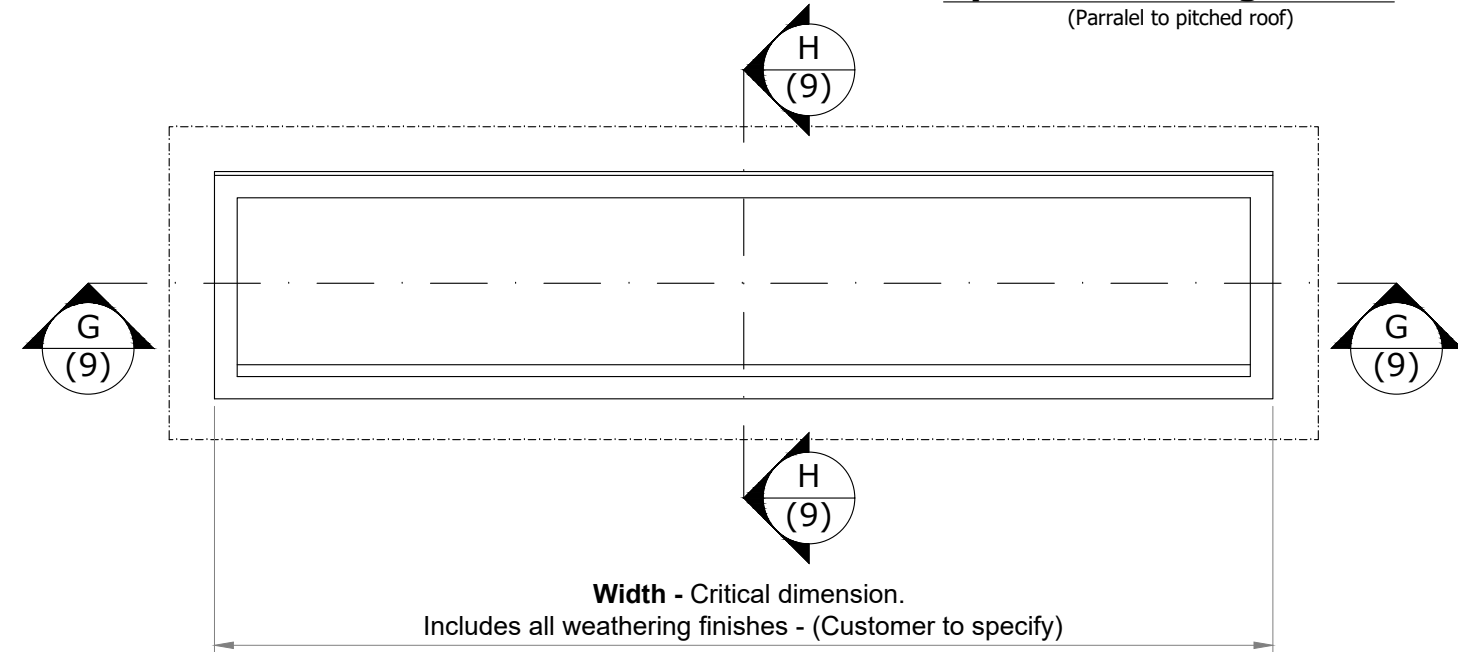 (Parralel to pitched roof)
H
(9)
G
(9)
G
(9)
H
(9)
Width - Critical dimension.
Includes all weathering finishes - (Customer to specify)